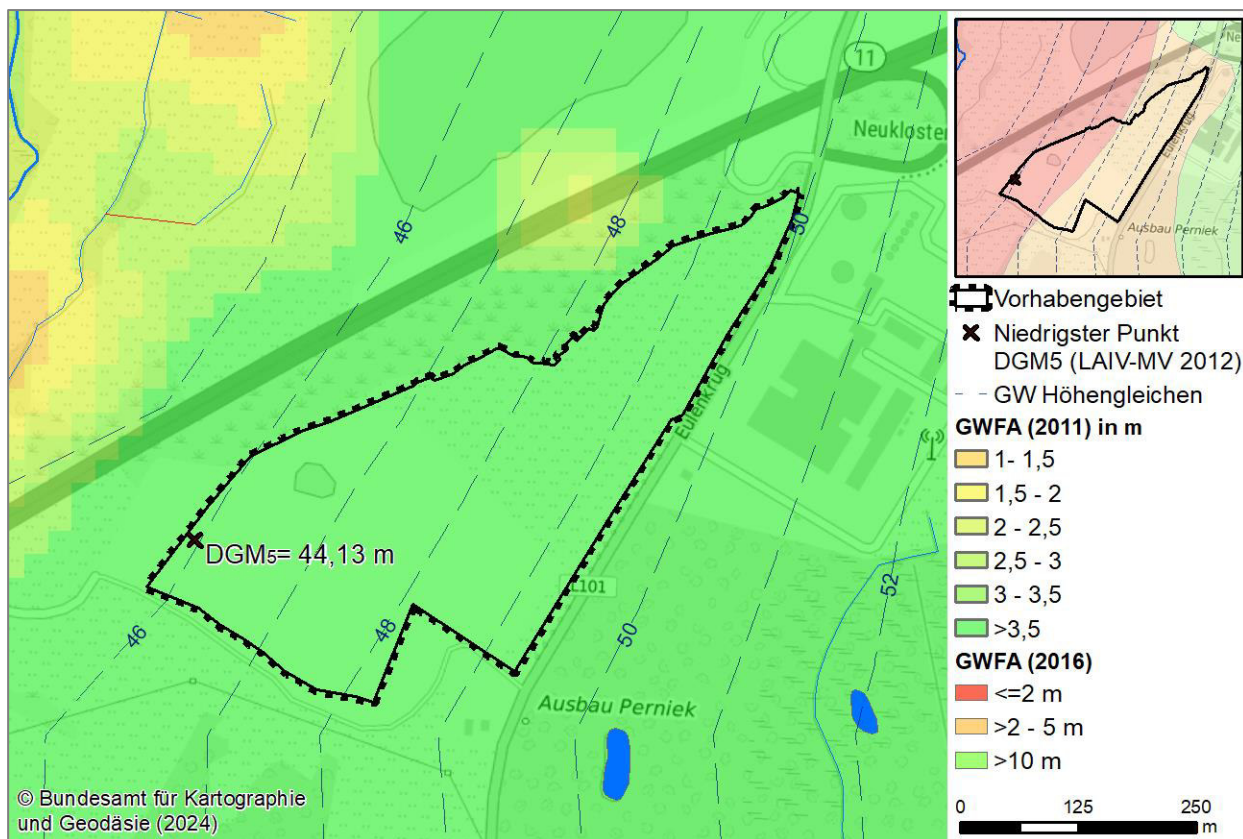 11
Neukloster
46
48
50
Eulenkrug
DGM5= 44,13 m
L101
46
48
50
52
Ausbau Perniek
© Bundesamt für Kartographie
und Geodäsie (2024)
Ne
Eulenkrug
Ausbau Perniek
Vorhabengebiet
Niedrigster Punkt
DGM5 (LAIV-MV 2012)
GW Höhengleichen
GWFA (2011) in m
1- 1,5
1,5 - 2
2 - 2,5
2,5 - 3
3 - 3,5
>3,5
GWFA (2016)
<=2 m
>2 - 5 m
>10 m
0 125 250
m